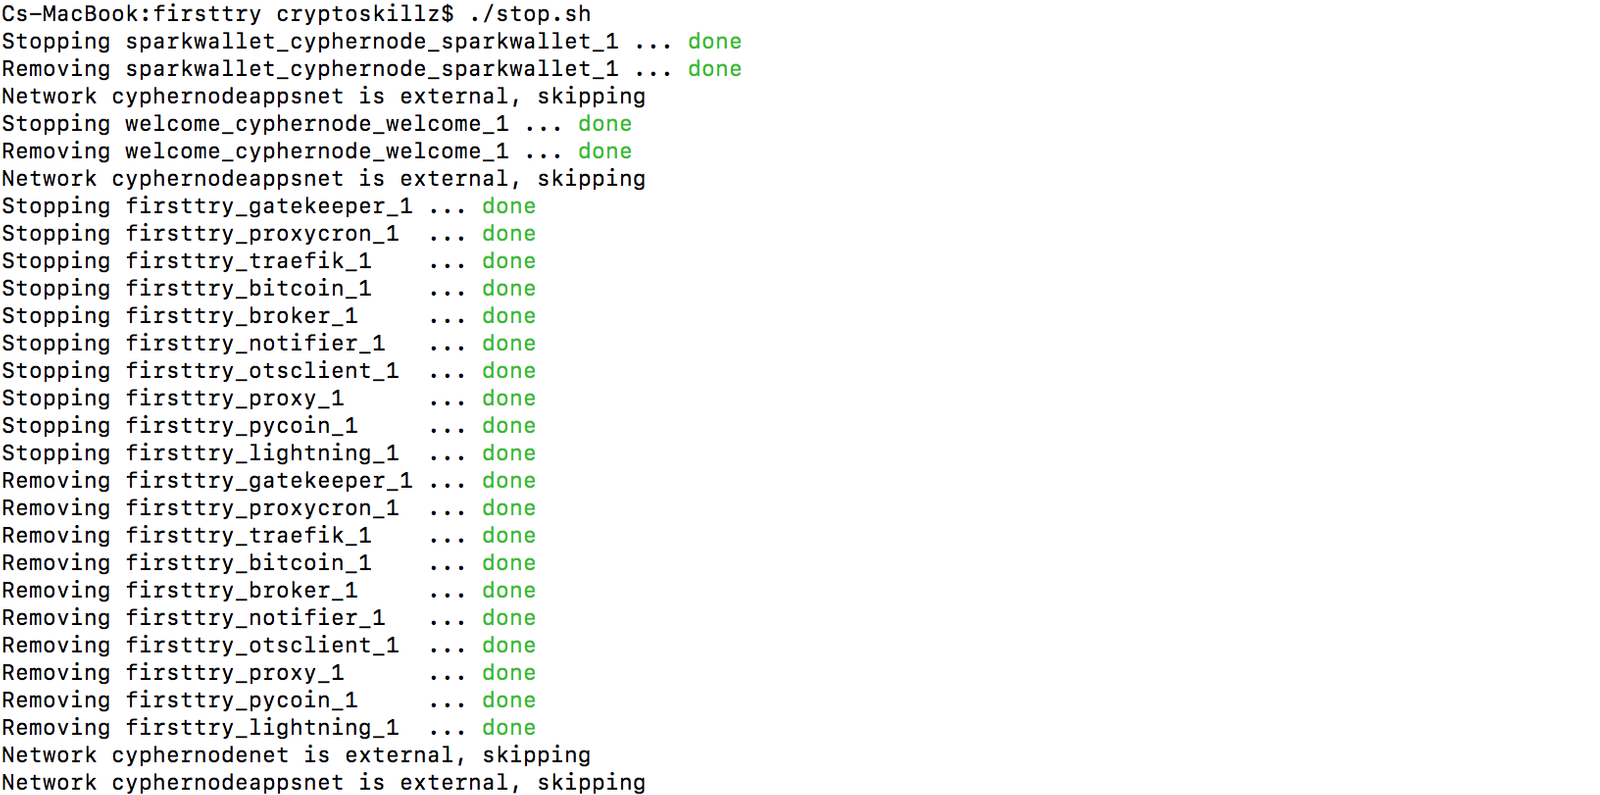 Cs-MacBook:firsttry cryptoskillz$ ./stop.sh
Stopping sparkwallet_cyphernode_sparkwallet_1 ... done
Removing sparkwallet_cyphernode_sparkwallet_1 ... done
Network cyphernodeappsnet is external, skipping
Stopping welcome_cyphernode_welcome_1 ... done
Removing welcome_cyphernode_welcome_1 ... done
Network cyphernodeappsnet is external, skipping
Stopping firsttry_gatekeeper_1 ... done
Stopping firsttry_proxycron_1  ... done
Stopping firsttry_traefik_1    ... done
Stopping firsttry_bitcoin_1    ... done
Stopping firsttry_broker_1     ... done
Stopping firsttry_notifier_1   ... done
Stopping firsttry_otsclient_1  ... done
Stopping firsttry_proxy_1      ... done
Stopping firsttry_pycoin_1     ... done
Stopping firsttry_lightning_1  ... done
Removing firsttry_gatekeeper_1 ... done
Removing firsttry_proxycron_1  ... done
Removing firsttry_traefik_1    ... done
Removing firsttry_bitcoin_1    ... done
Removing firsttry_broker_1     ... done
Removing firsttry_notifier_1   ... done
Removing firsttry_otsclient_1  ... done
Removing firsttry_proxy_1      ... done
Removing firsttry_pycoin_1     ... done
Removing firsttry_lightning_1  ... done
Network cyphernodenet is external, skipping
Network cyphernodeappsnet is external, skipping